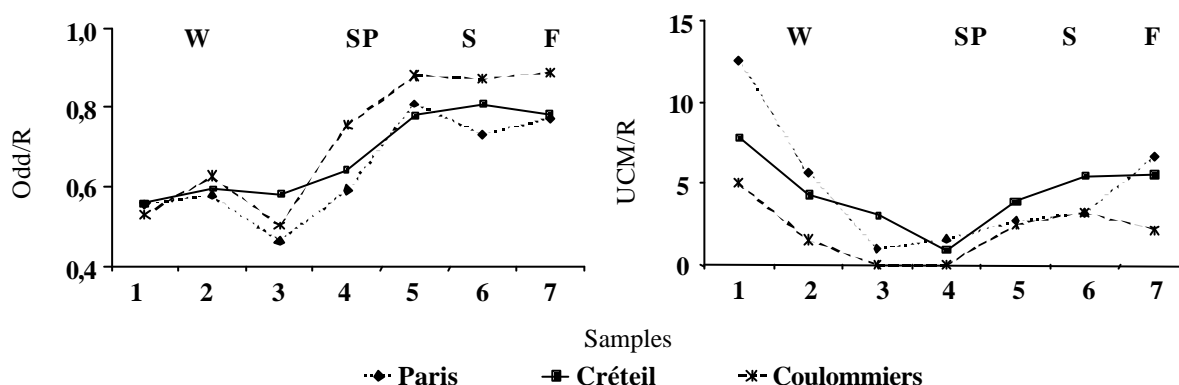 1,0
W SP S F
0,8
0,6
0,4
Odd/R
1 2 3 4 5 6 7
15
W SP S F
10
5
0
UCM/R
1 2 3 4 5 6 7
Samples
Paris Créteil Coulommiers